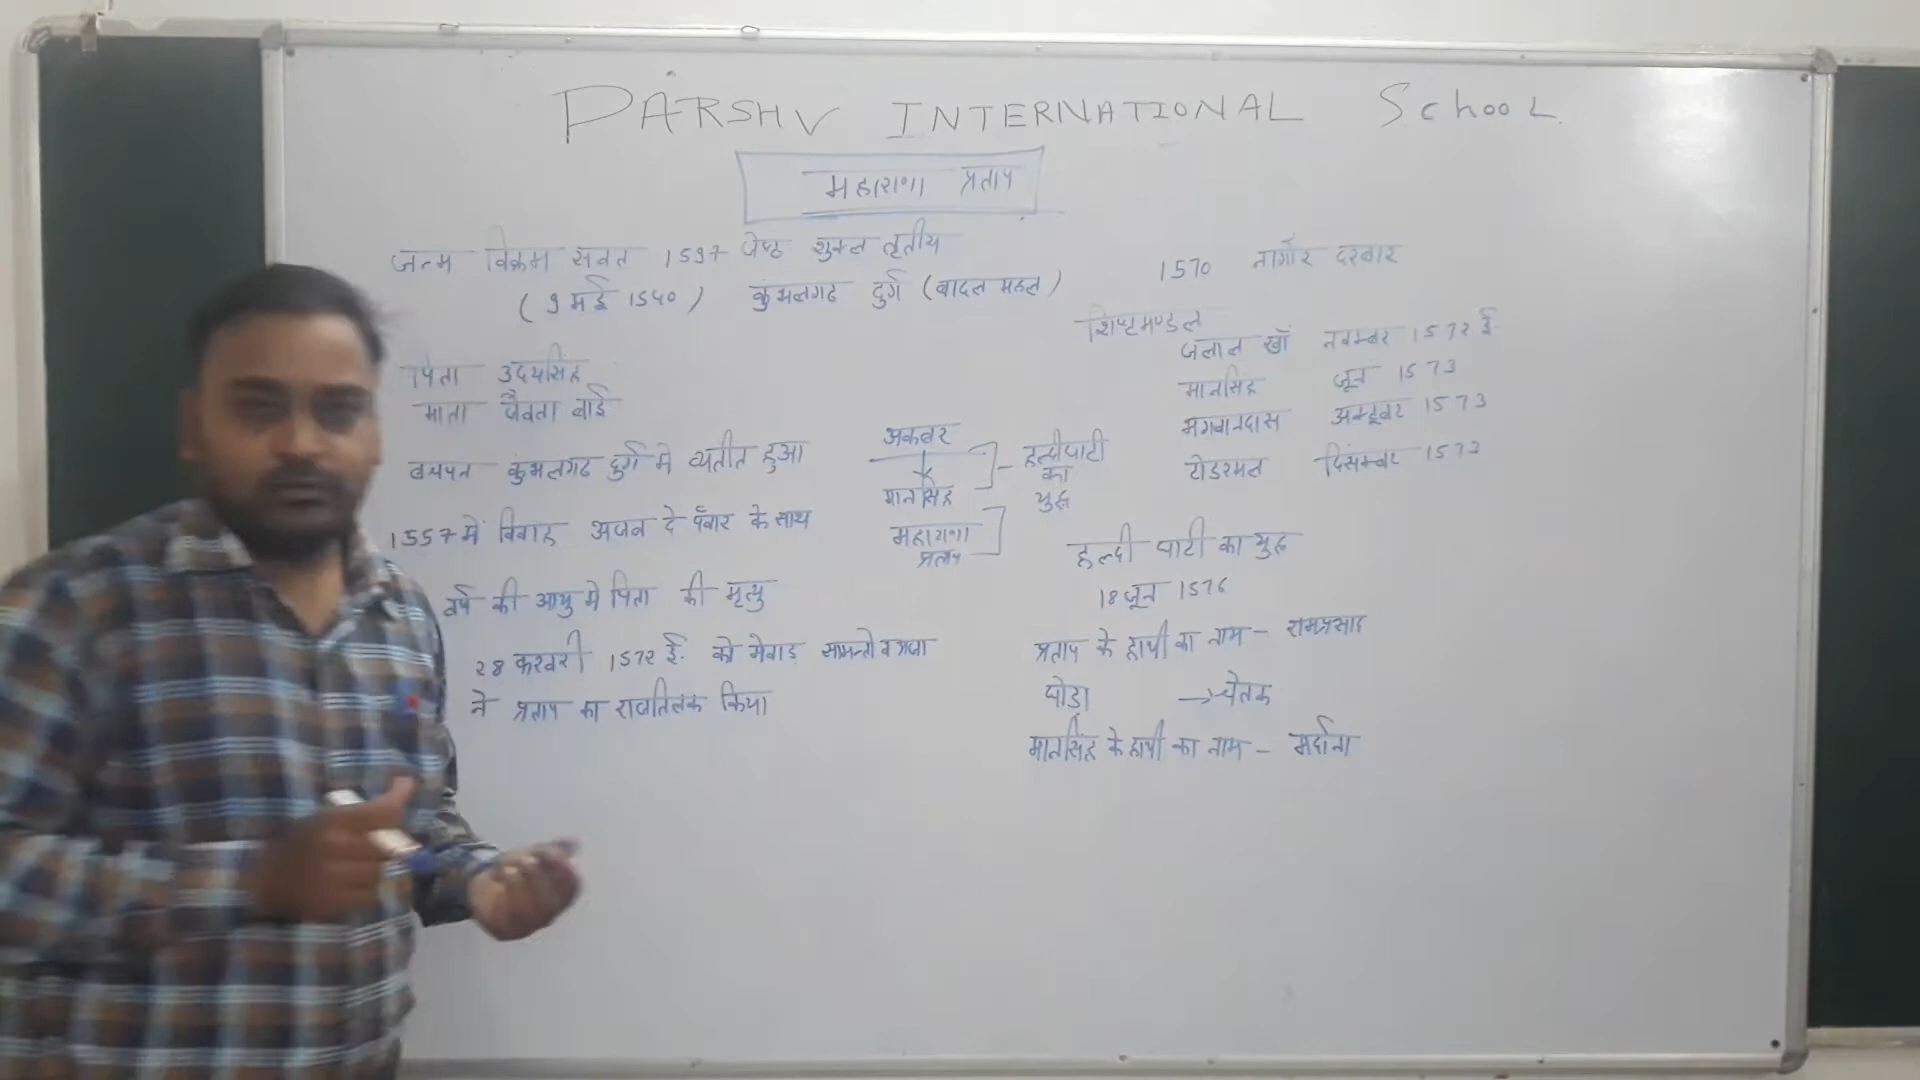 PARSHV INTERNATIONAL SchooL
महाराणा प्रताप
जन्म विक्रम संवत 1597 जेष्ठ शुक्ल तृतीय
( 9 मई 1540 ) कुंभलगढ दुर्ग (बादल महल)
पिता उदयसिंह
माता जैवता बाई
बचपन कुंभलगढ दुर्ग मे व्यतीत हुआ
1557 में विवाह अजब दे पँवार के साथ
वर्ष की आयु मे पिता की मृत्यु
28 फरवरी 1572 ई. को मेवाड़ सामन्तो व प्रजा
ने प्रताप का राजतिलक किया
अकबर
मानसिंह
महाराणा
प्रताप
हल्दीघाटी
का
युद्ध
1570 नागौर दरबार
शिष्टमण्डल
जलाल खाँ नवम्बर 1572 ई.
मानसिंह जून 1573
भगवानदास अक्टूबर 1573
टोडरमल दिसम्बर 1573
हल्दी घाटी का युद्ध
18 जून 1576
प्रताप के हाथी का नाम - रामप्रसाद
घोड़ा → चेतक
मानसिंह के हाथी का नाम - मर्दाना